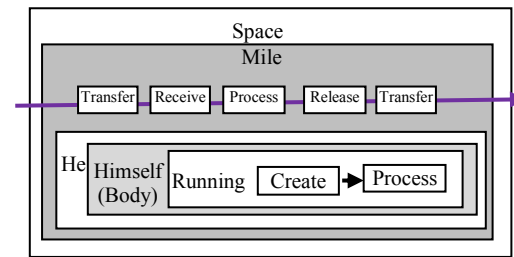 Space
Mile
Transfer Receive Process Release Transfer
He
Himself
(Body)
Running
Create
Process